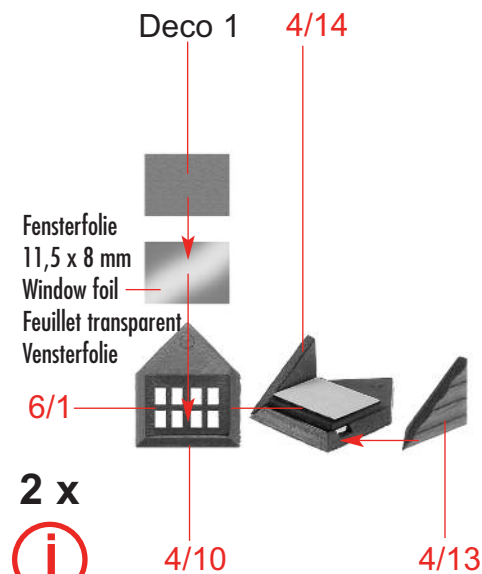 Deco 1
4/14
Fensterfolie
11,5 x 8 mm
Window foil
Feuillet transparent
Vensterfolie
6/1
2 x
i
4/10
4/13